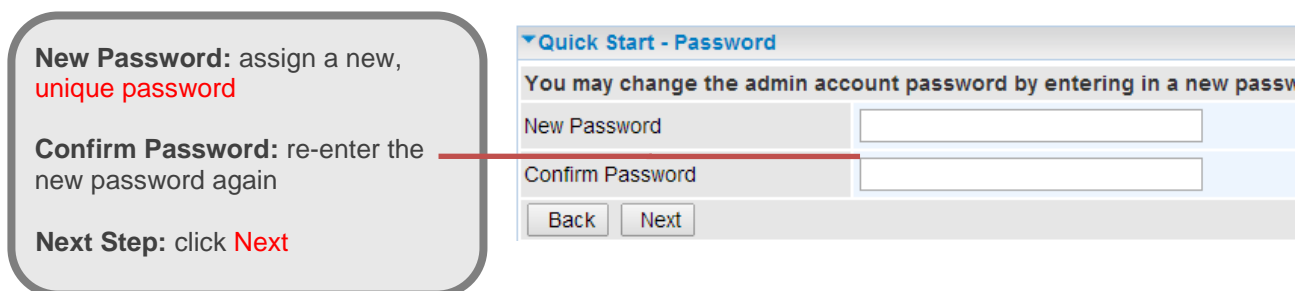 New Password: assign a new,
unique password
Confirm Password: re-enter the
new password again
Next Step: click Next
Quick Start - Password
You may change the admin account password by entering in a new
New Password
Confirm Password
Back Next